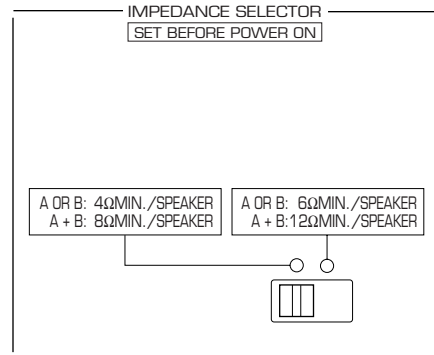 IMPEDANCE SELECTOR
SET BEFORE POWER ON
A OR B: 4ΩMIN./SPEAKER
A + B: 8ΩMIN./SPEAKER
A OR B: 6ΩMIN./SPEAKER
A + B:12ΩMIN./SPEAKER